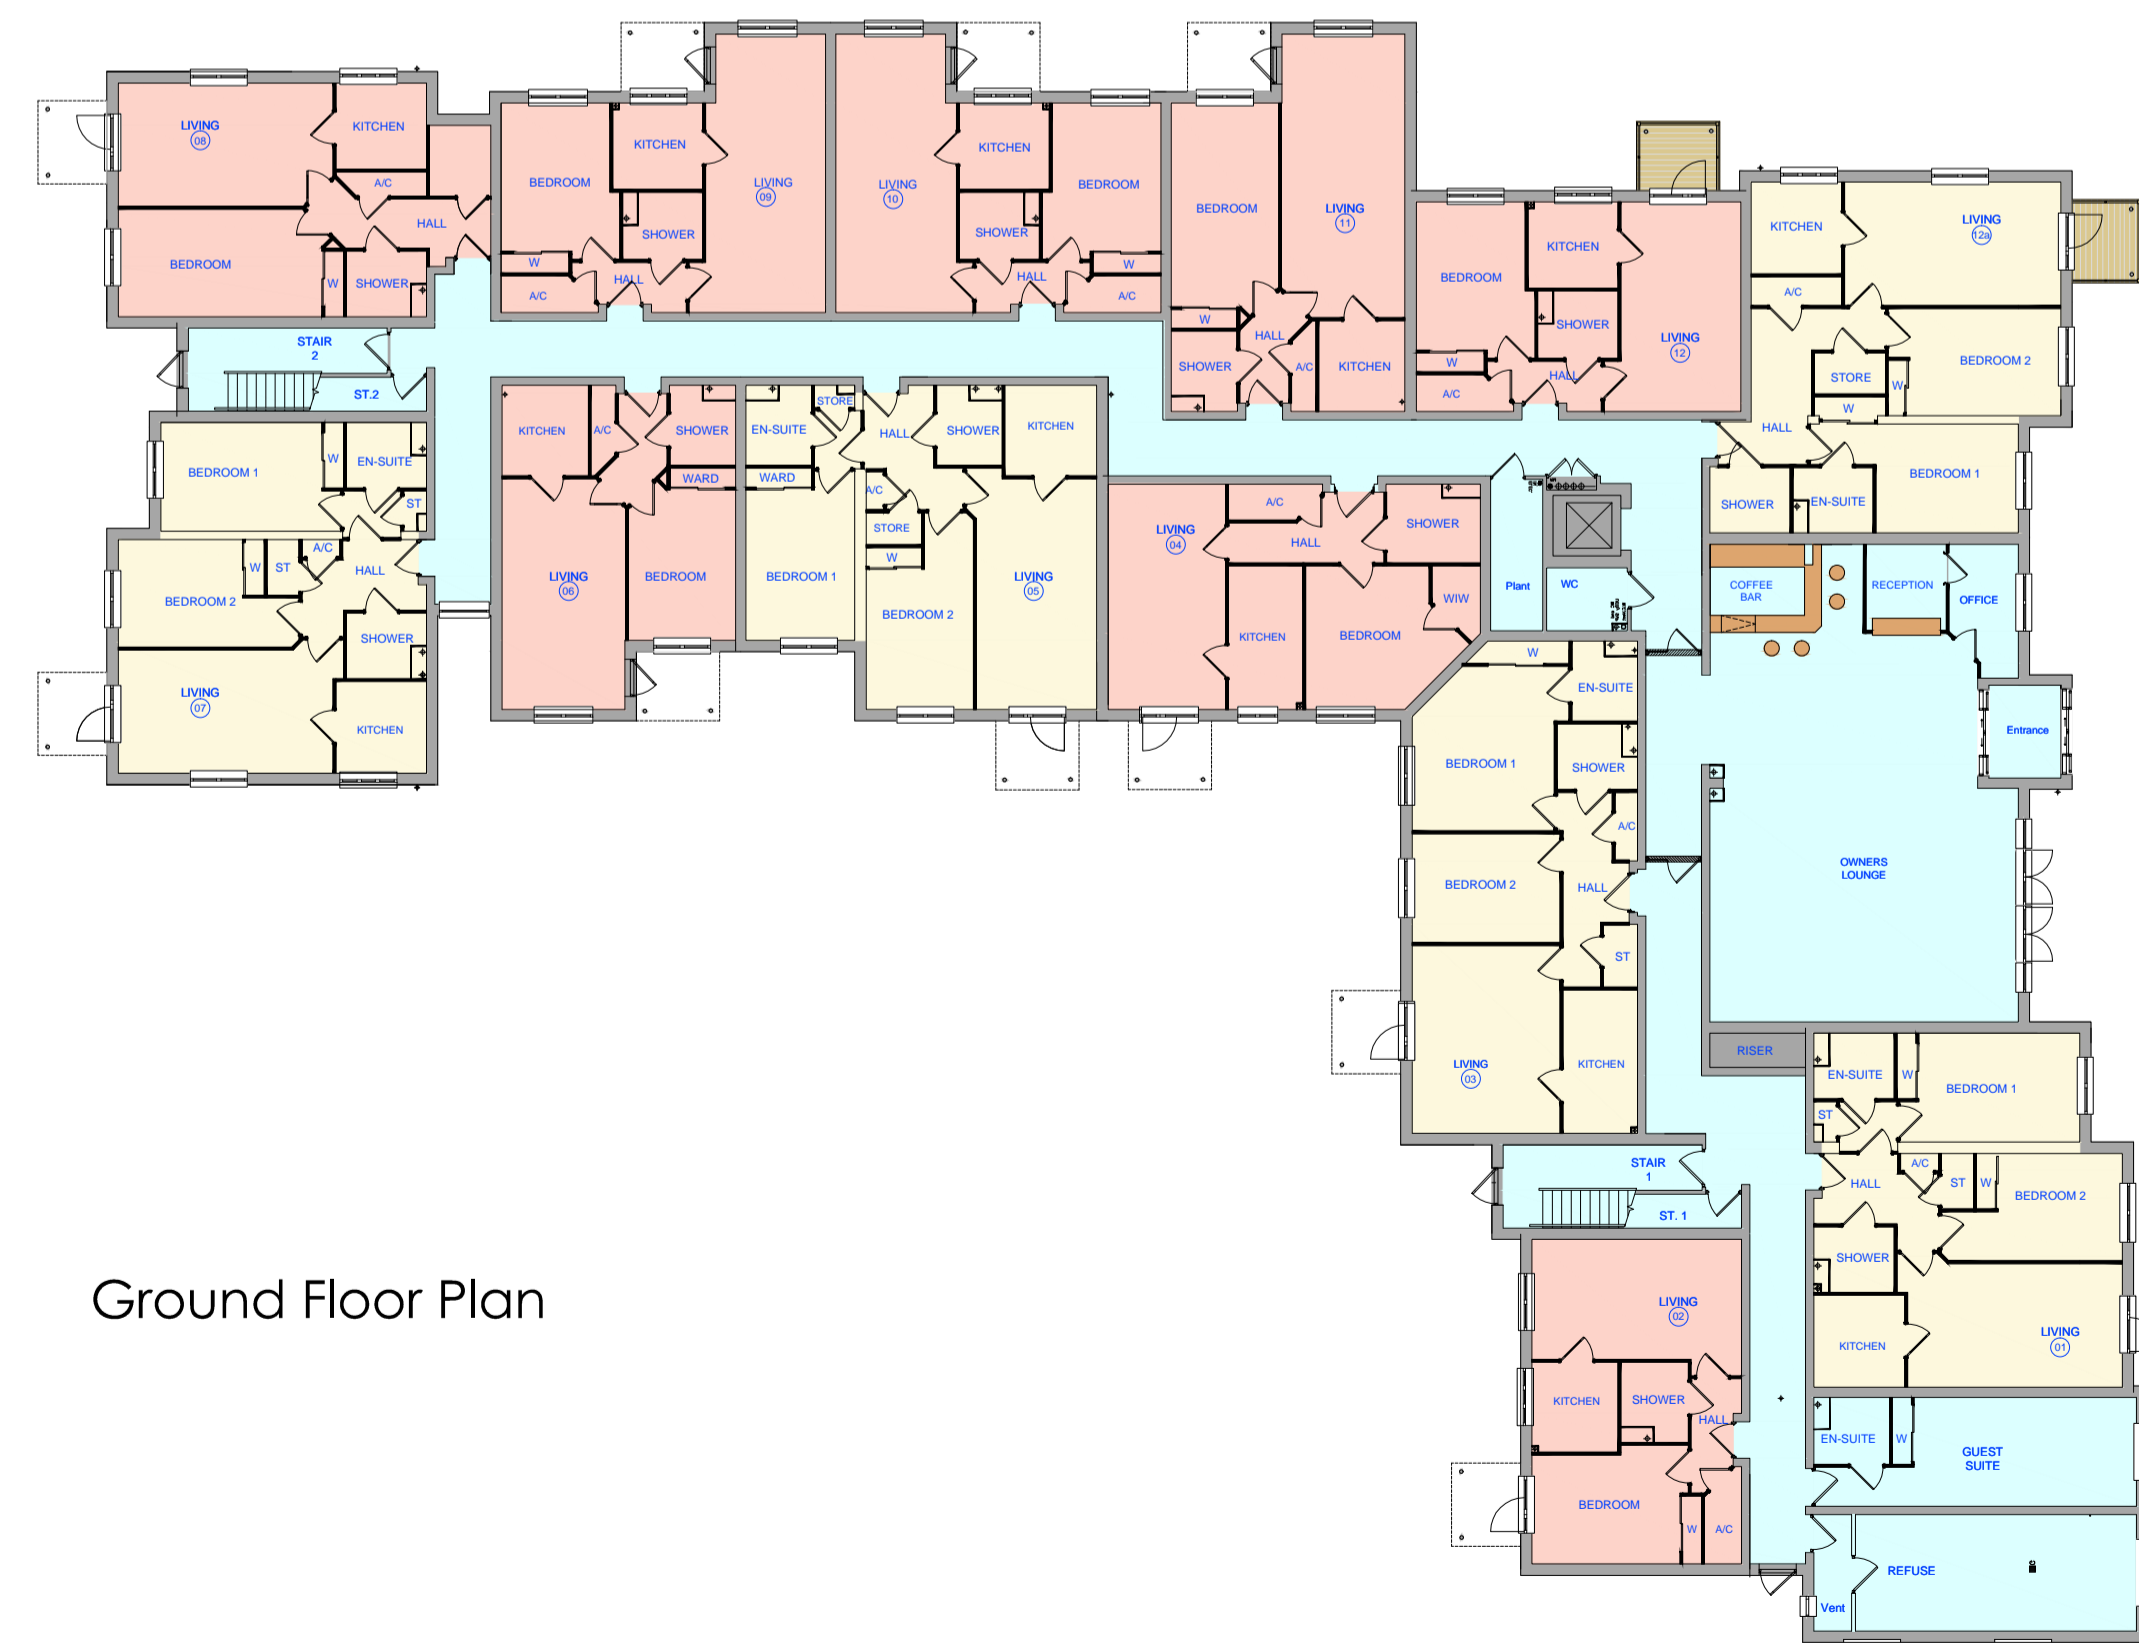 LIVING
08
KITCHEN
A/C
HALL
BEDROOM
W
SHOWER
BEDROOM
KITCHEN
LIVING
09
SHOWER
W
HALL
A/C
LIVING
10
KITCHEN
BEDROOM
SHOWER
W
HALL
A/C
BEDROOM
LIVING
11
W
HALL
SHOWER
A/C
KITCHEN
KITCHEN
BEDROOM
SHOWER
LIVING
12
W
HALL
A/C
KITCHEN
LIVING
12a
A/C
BEDROOM 2
STORE
W
W
HALL
BEDROOM 1
SHOWER
EN-SUITE
STAIR
2
ST.2
BEDROOM 1
W
EN-SUITE
ST
A/C
W
ST
HALL
BEDROOM 2
SHOWER
LIVING
07
KITCHEN
KITCHEN
A/C
SHOWER
WARD
LIVING
06
BEDROOM
STORE
EN-SUITE
HALL
SHOWER
KITCHEN
WARD
A/C
STORE
W
BEDROOM 1
LIVING
05
BEDROOM 2
A/C
LIVING
04
SHOWER
HALL
WIW
KITCHEN
BEDROOM
Plant
WC
COFFEE
BAR
RECEPTION
OFFICE
Entrance
OWNERS
LOUNGE
W
EN-SUITE
BEDROOM 1
SHOWER
A/C
BEDROOM 2
HALL
ST
LIVING
03
KITCHEN
RISER
EN-SUITE
W
BEDROOM 1
ST
A/C
HALL
ST
W
BEDROOM 2
SHOWER
LIVING
01
KITCHEN
STAIR
1
ST. 1
LIVING
02
KITCHEN
SHOWER
HALL
BEDROOM
W
A/C
EN-SUITE
W
GUEST
SUITE
REFUSE
Vent
Ground Floor Plan